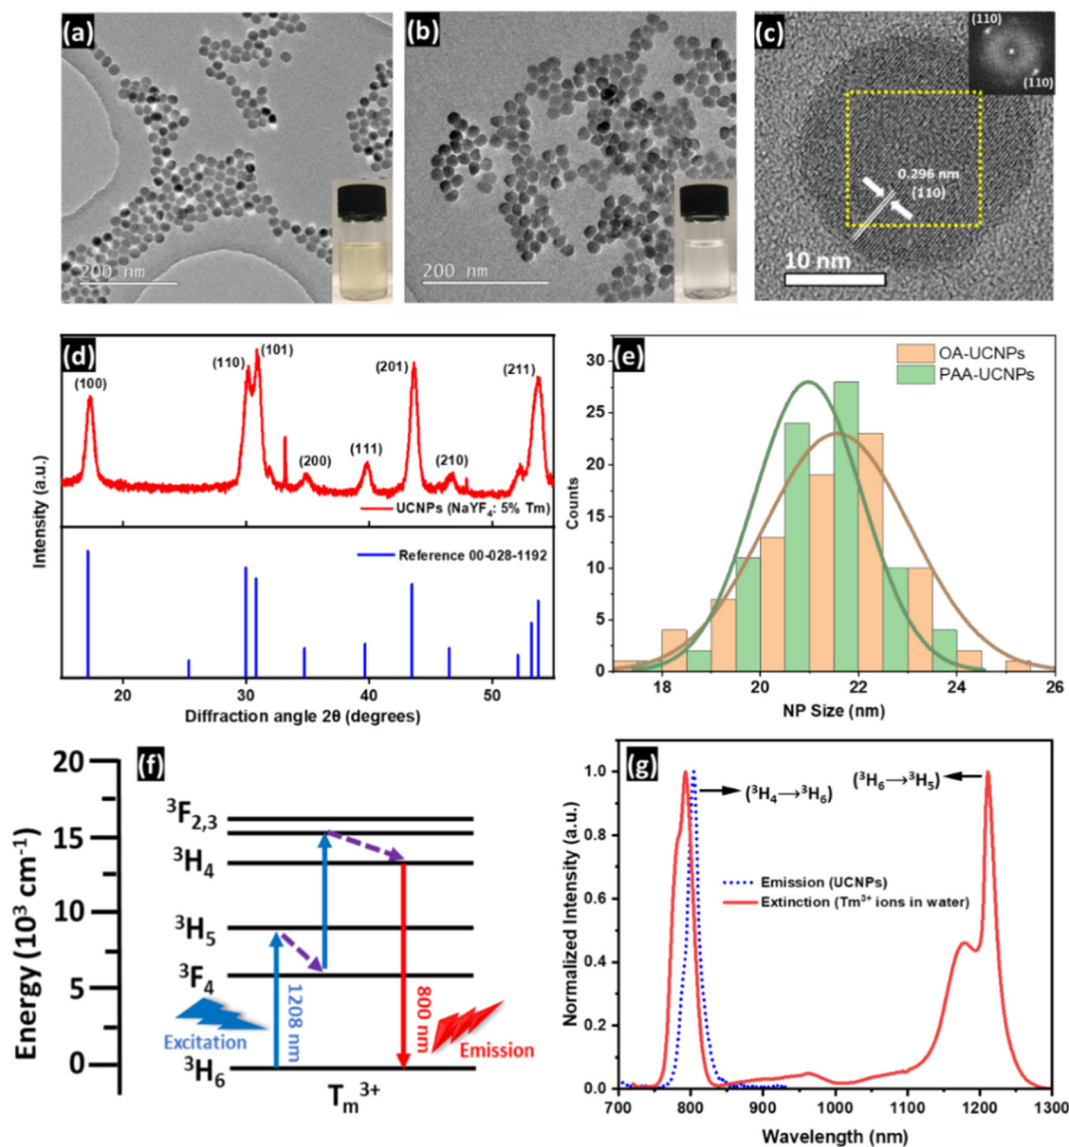 (a)
200 nm
(b)
200 nm
(c)
(110)
(110)
0.296 nm
(110)
10 nm
(d)
(100)
(110)
(101)
(200)
(111)
(201)
(210)
(211)
UCNPs (NaYF₄: 5% Tm)
Reference 00-028-1192
Intensity (a.u.)
20 30 40 50
Diffraction angle 2θ (degrees)
(e)
OA-UCNPs
PAA-UCNPs
Counts
30
25
20
15
10
5
0
18 20 22 24 26
NP Size (nm)
(f)
Energy (10³ cm⁻¹)
20
15
10
5
0
³F₂,₃
³H₄
³H₅
³F₄
³H₆
Excitation
1208 nm
800 nm
Emission
Tₘ³⁺
(g)
(³H₄→³H₆)
(³H₆→³H₅)
Emission (UCNPs)
Extinction (Tm³⁺ ions in water)
Normalized Intensity (a.u.)
1.0
0.8
0.6
0.4
0.2
0.0
700 800 900 1000 1100 1200 1300
Wavelength (nm)